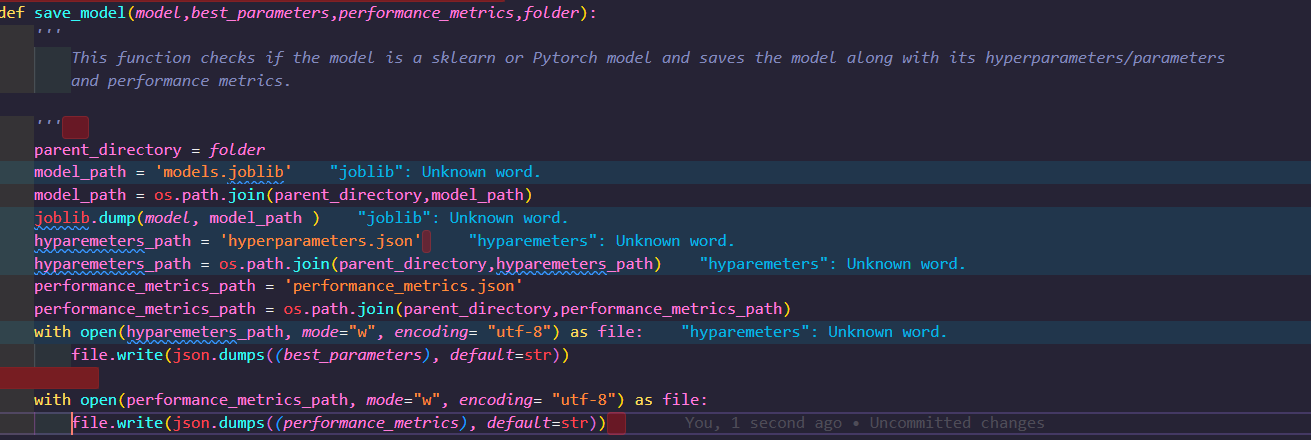 def save_model(model,best_parameters,performance_metrics,folder):
    '''
        This function checks if the model is a sklearn or Pytorch model and saves the model along with its hyperparameters/parameters
        and performance metrics.
    '''
    parent_directory = folder
    model_path = 'models.joblib'    "joblib": Unknown word.
    model_path = os.path.join(parent_directory,model_path)
    joblib.dump(model, model_path )    "joblib": Unknown word.
    hyparemeters_path = 'hyperparameters.json'    "hyparemeters": Unknown word.
    hyparemeters_path = os.path.join(parent_directory,hyparemeters_path)    "hyparemeters": Unknown word.
    performance_metrics_path = 'performance_metrics.json'
    performance_metrics_path = os.path.join(parent_directory,performance_metrics_path)
    with open(hyparemeters_path, mode="w", encoding= "utf-8") as file:    "hyparemeters": Unknown word.
        file.write(json.dumps((best_parameters), default=str))
    with open(performance_metrics_path, mode="w", encoding= "utf-8") as file:
        file.write(json.dumps((performance_metrics), default=str))    You, 1 second ago • Uncommitted changes